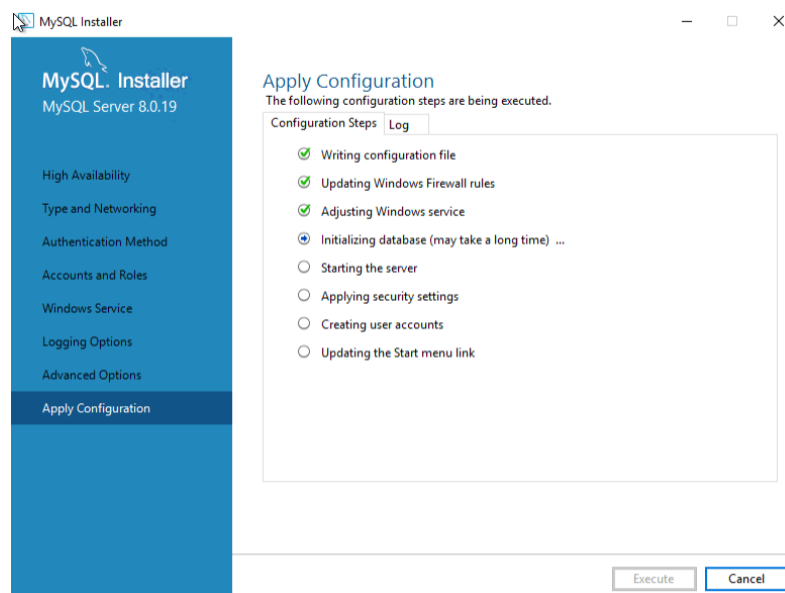 MySQL Installer
MySQL. Installer
MySQL Server 8.0.19
High Availability
Type and Networking
Authentication Method
Accounts and Roles
Windows Service
Logging Options
Advanced Options
Apply Configuration
Apply Configuration
The following configuration steps are being executed.
Configuration Steps Log
Writing configuration file
Updating Windows Firewall rules
Adjusting Windows service
Initializing database (may take a long time) ...
Starting the server
Applying security settings
Creating user accounts
Updating the Start menu link
Execute Cancel